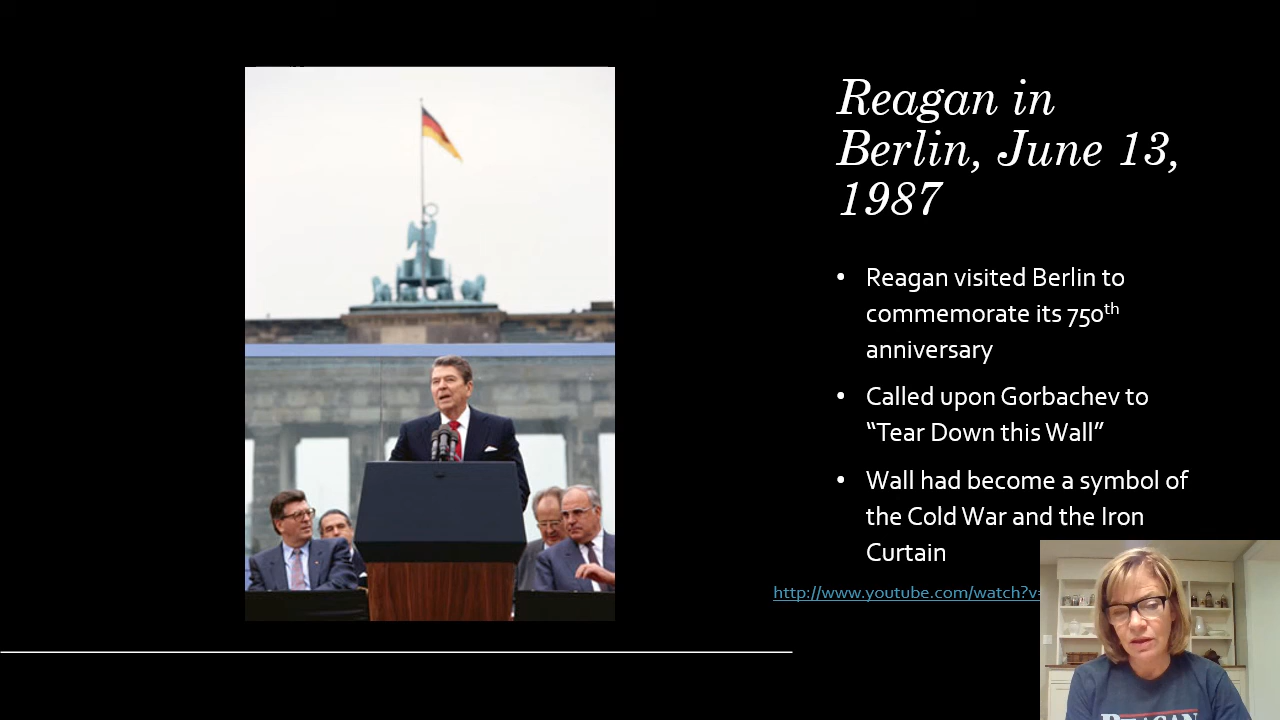 Reagan in
Berlin, June 13,
1987
• Reagan visited Berlin to
commemorate its 750th
anniversary
• Called upon Gorbachev to
“Tear Down this Wall”
• Wall had become a symbol of
the Cold War and the Iron
Curtain
http://www.youtube.com/watch?v=
REAGAN